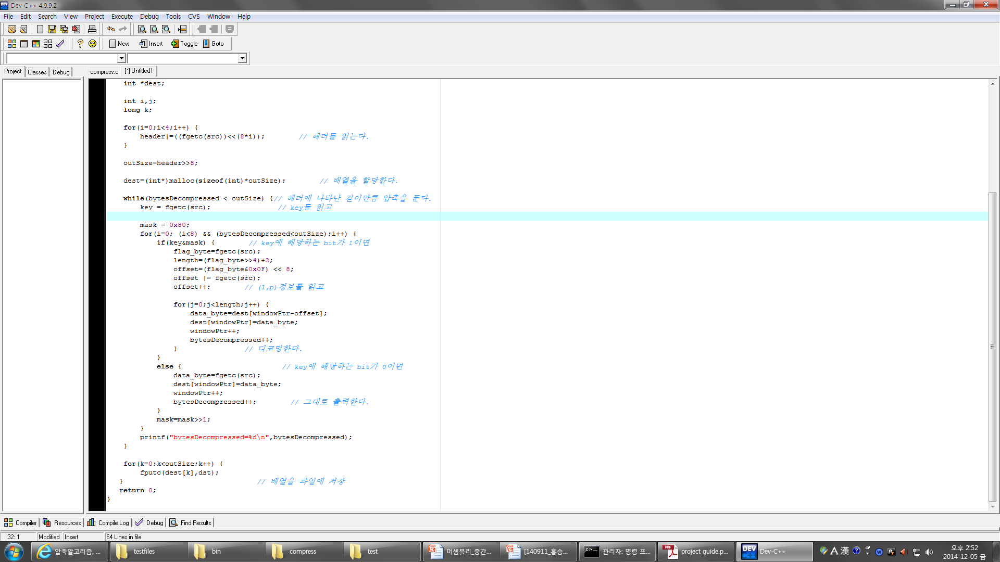 Dev-C++ 4.9.9.2
File Edit Search View Project Execute Debug Tools CVS Window Help
New Insert Toggle Goto
Project Classes Debug compress.c [*] Untitled1
int *dest;
int i,j;
long k;
for(i=0;i<4;i++) {
header|=((fgetc(src))<<(8*i)); // 헤더를 읽는다.
}
outSize=header>>8;
dest=(int*)malloc(sizeof(int)*outSize); // 배열을 할당한다.
while(bytesDecompressed < outSize) {// 헤더에 나타난 길이만큼 압축을 푼다.
key = fgetc(src); // key를 읽고
mask = 0x80;
for(i=0; (i<8) && (bytesDecompressed<outSize);i++) {
if(key&mask) { // key에 해당하는 bit가 1이면
flag_byte=fgetc(src);
length=(flag_byte>>4)+3;
offset=(flag_byte&0x0F) << 8;
offset |= fgetc(src);
offset++; // (l,p)정보를 읽고
for(j=0;j<length;j++) {
data_byte=dest[windowPtr-offset];
dest[windowPtr]=data_byte;
windowPtr++;
bytesDecompressed++;
} // 디코딩한다.
}
else { // key에 해당하는 bit가 0이면
data_byte=fgetc(src);
dest[windowPtr]=data_byte;
windowPtr++;
bytesDecompressed++; // 그대로 출력한다.
}
mask=mask>>1;
}
printf("bytesDecompressed=%d\n",bytesDecompressed);
}
for(k=0;k<outSize;k++) {
fputc(dest[k],dst);
} // 배열을 파일에 저장
return 0;
}
Compiler Resources Compile Log Debug Find Results
32: 1 Modified Insert 64 Lines in file
압축알고리즘, ... testfiles bin compress test 어셈블리_중간... [140911_홍승... 관리자: 명령 프... project guide.p... Dev-C++ A 漢 오후 2:52
2014-12-05 금